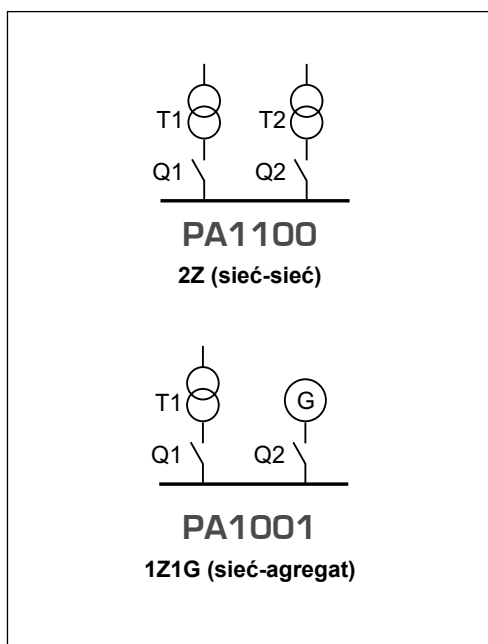 T1 T2
Q1 Q2
PA1100
2Z (sieć-sieć)
T1 G
Q1 Q2
PA1001
1Z1G (sieć-agregat)